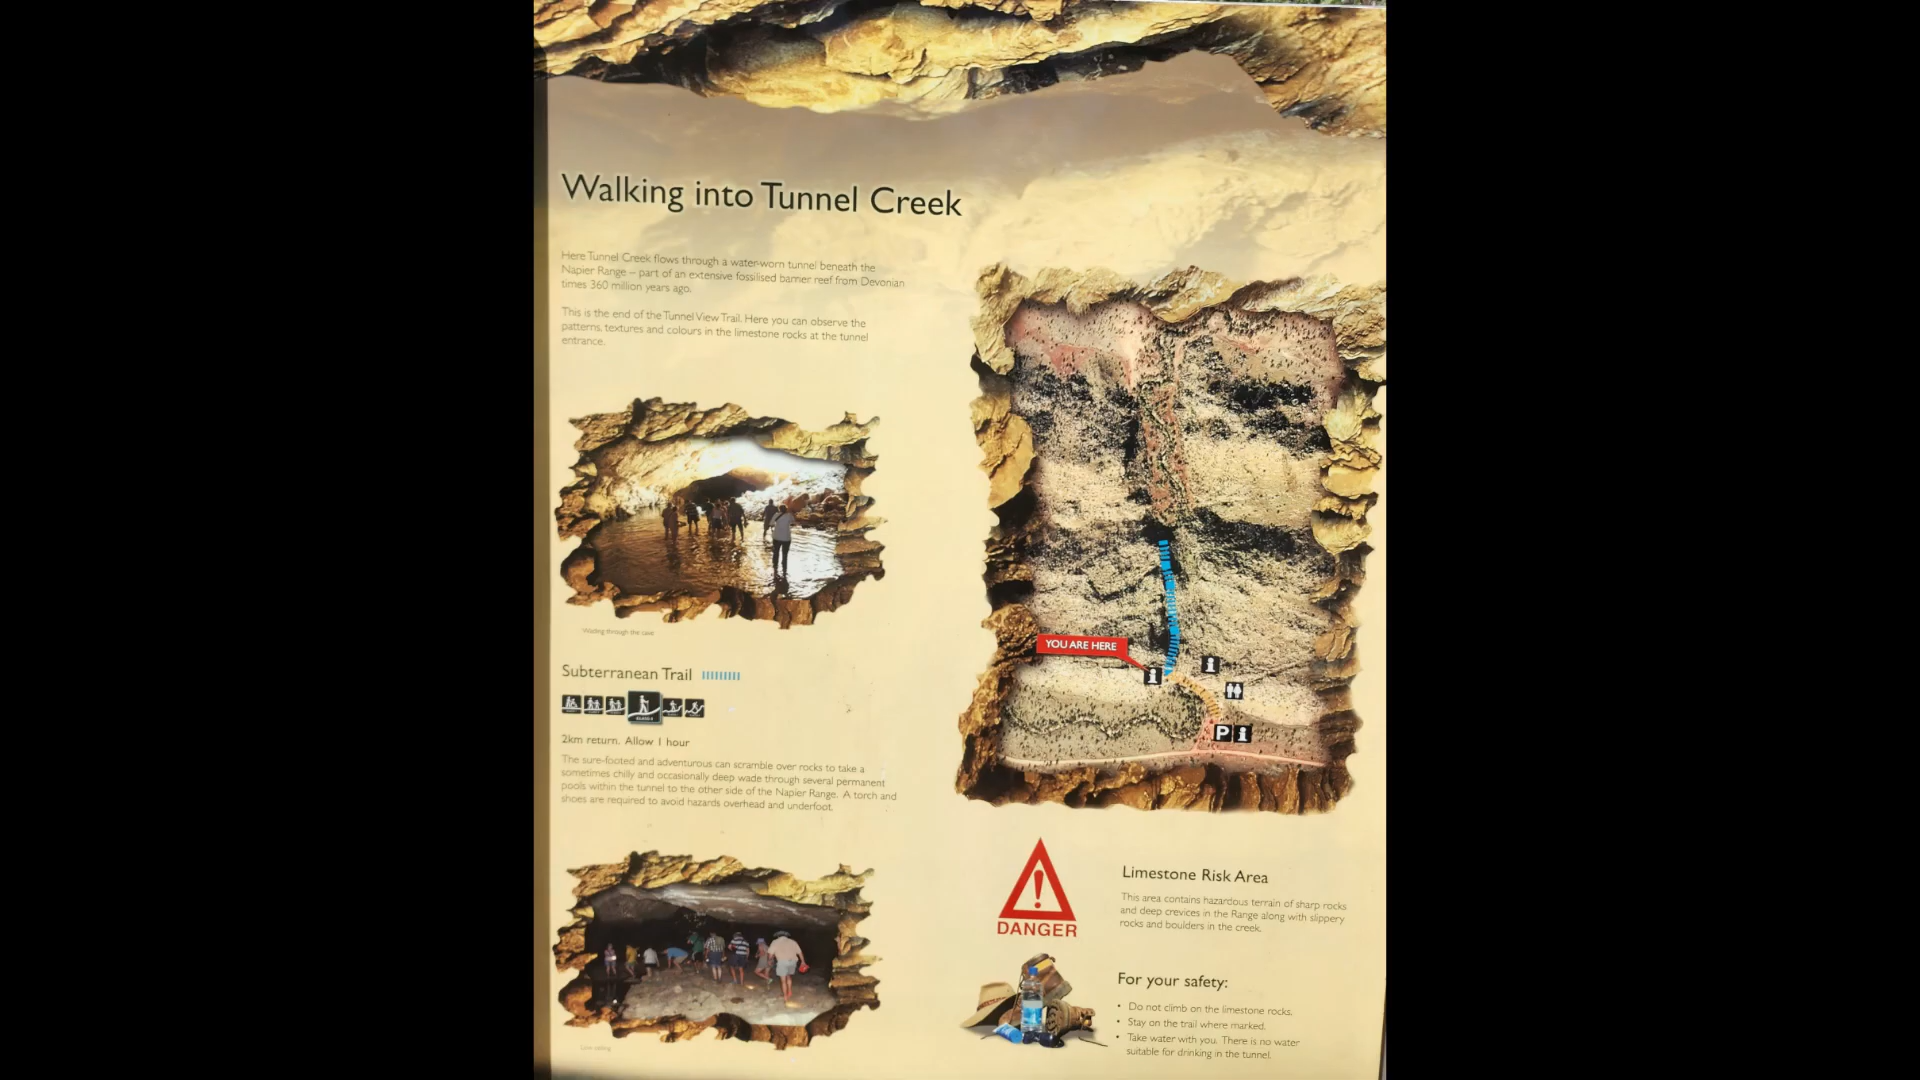 Walking into Tunnel Creek
Here Tunnel Creek flows through a water-worn tunnel beneath the
Napier Range – part of an extensive fossilised barrier reef from Devonian
times 360 million years ago.
This is the end of the Tunnel View Trail. Here you can observe the
patterns, textures and colours in the limestone rocks at the tunnel
entrance.
Wading through the cave
Subterranean Trail
2km return. Allow 1 hour
The sure-footed and adventurous can scramble over rocks to take a
sometimes chilly and occasionally deep wade through several permanent
pools within the tunnel to the other side of the Napier Range. A torch and
shoes are required to avoid hazards overhead and underfoot.
YOU ARE HERE
i
i
P i
DANGER
Limestone Risk Area
This area contains hazardous terrain of sharp rocks
and deep crevices in the Range along with slippery
rocks and boulders in the creek.
For your safety:
• Do not climb on the limestone rocks.
• Stay on the trail where marked.
• Take water with you. There is no water
suitable for drinking in the tunnel.